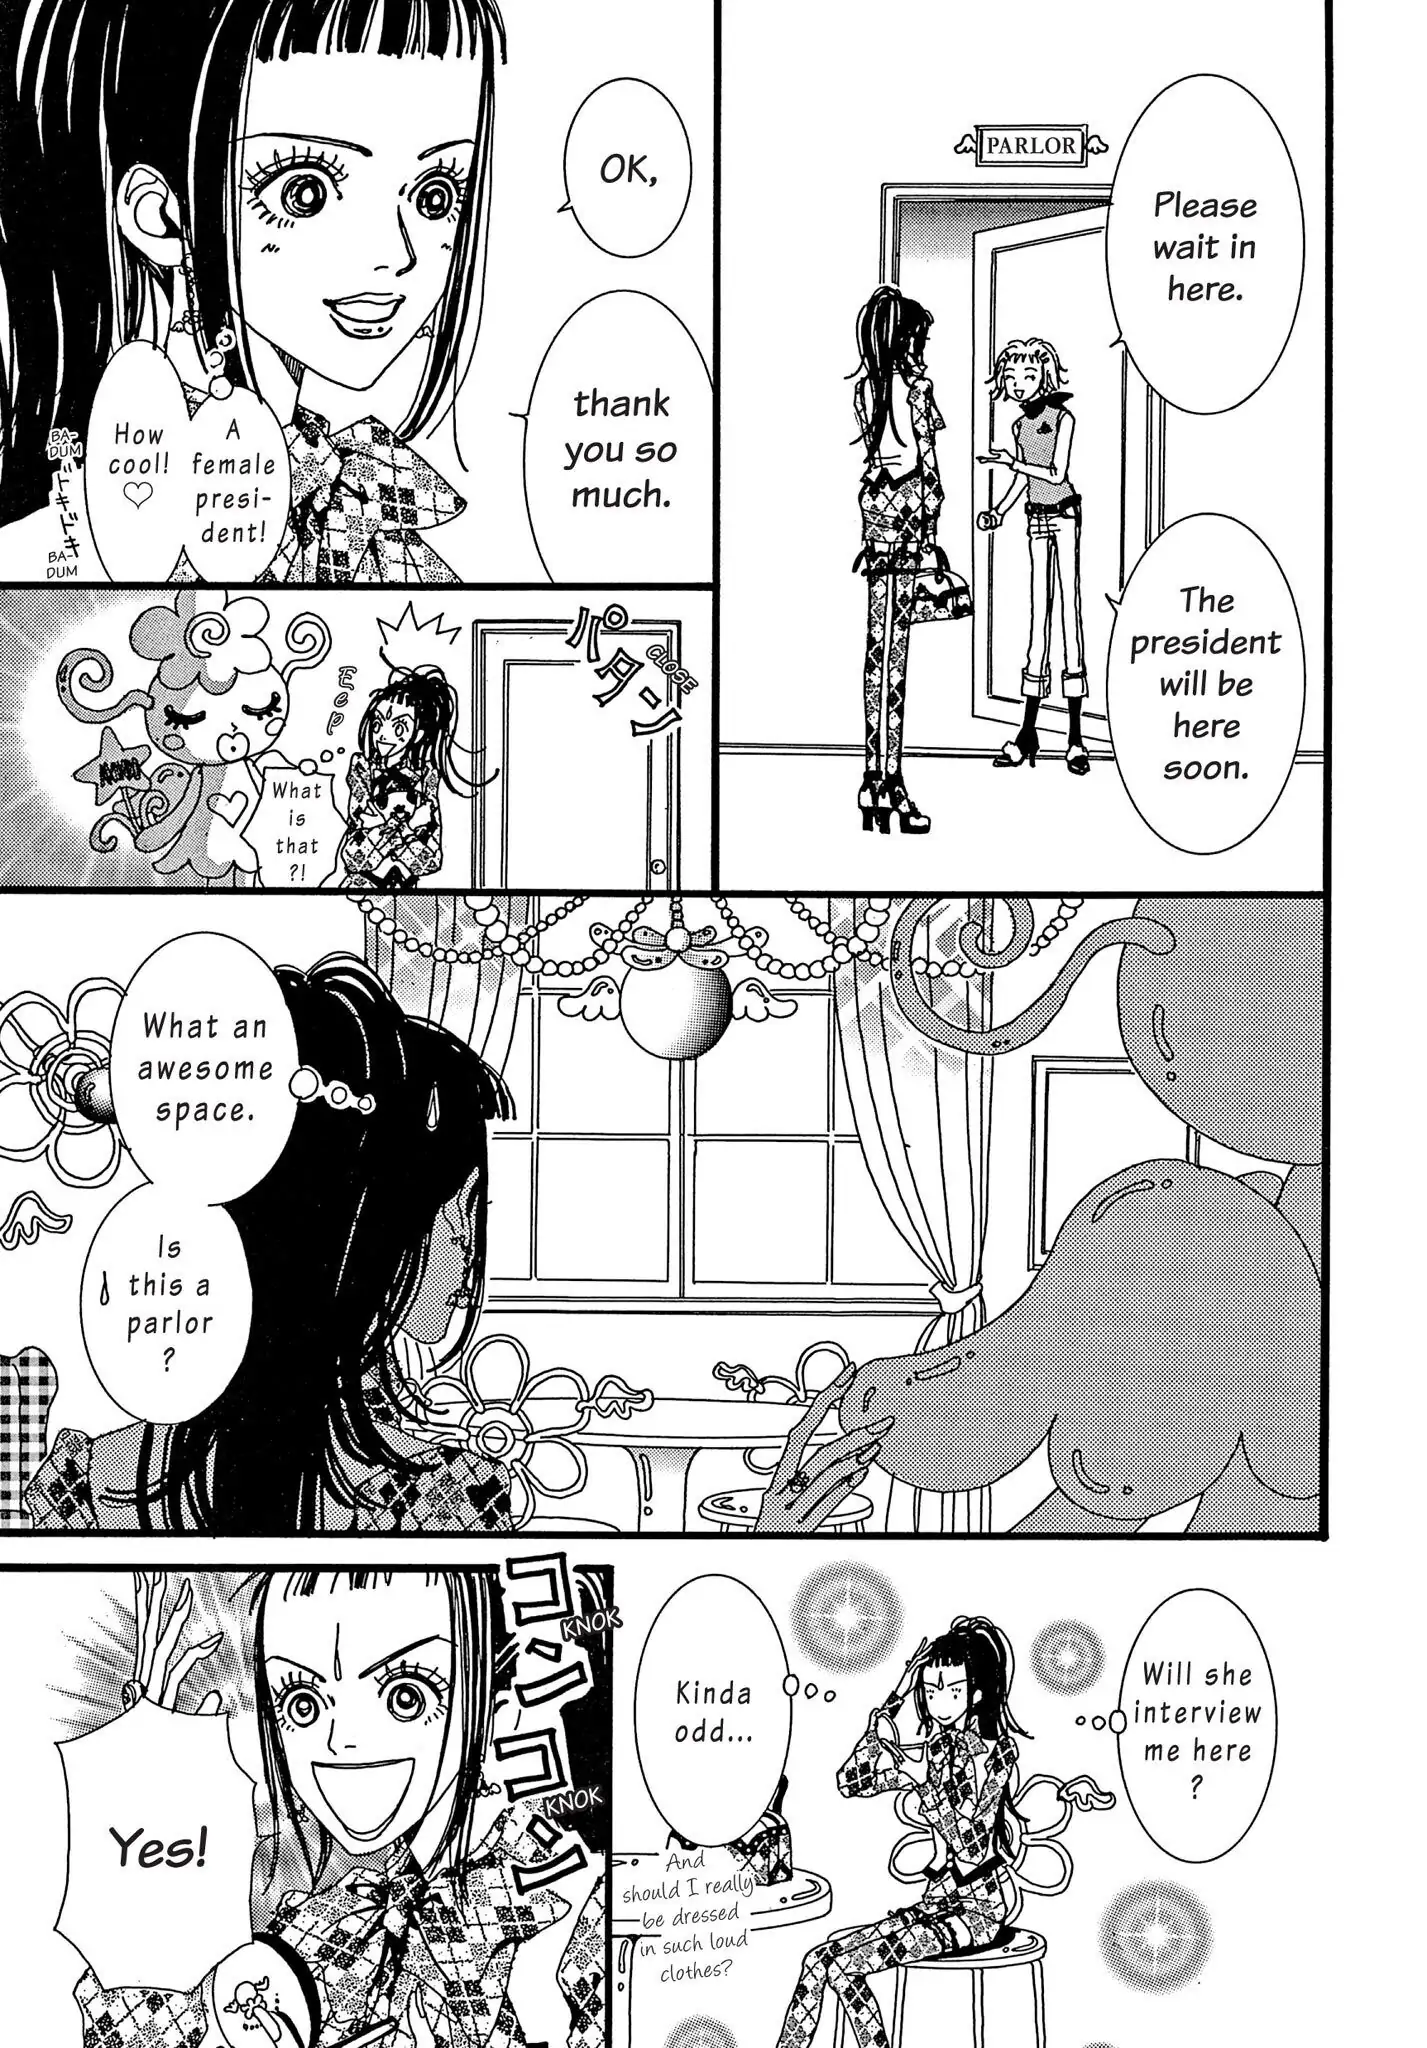 PARLOR
Please
wait in
here.
The
president
will be
here
soon.
OK,
thank
you so
much.
A
female
presi-
dent!
How
cool!
♡
BA-
DUM
ドキドキ
BA-
DUM
パタン
CLOSE
Eep
What
is
that
?!
What an
awesome
space.
Is
this a
parlor
?
Will she
interview
me here
?
Kinda
odd...
And
should I really
be dressed
in such loud
clothes?
コンコン
KNOK
KNOK
Yes!